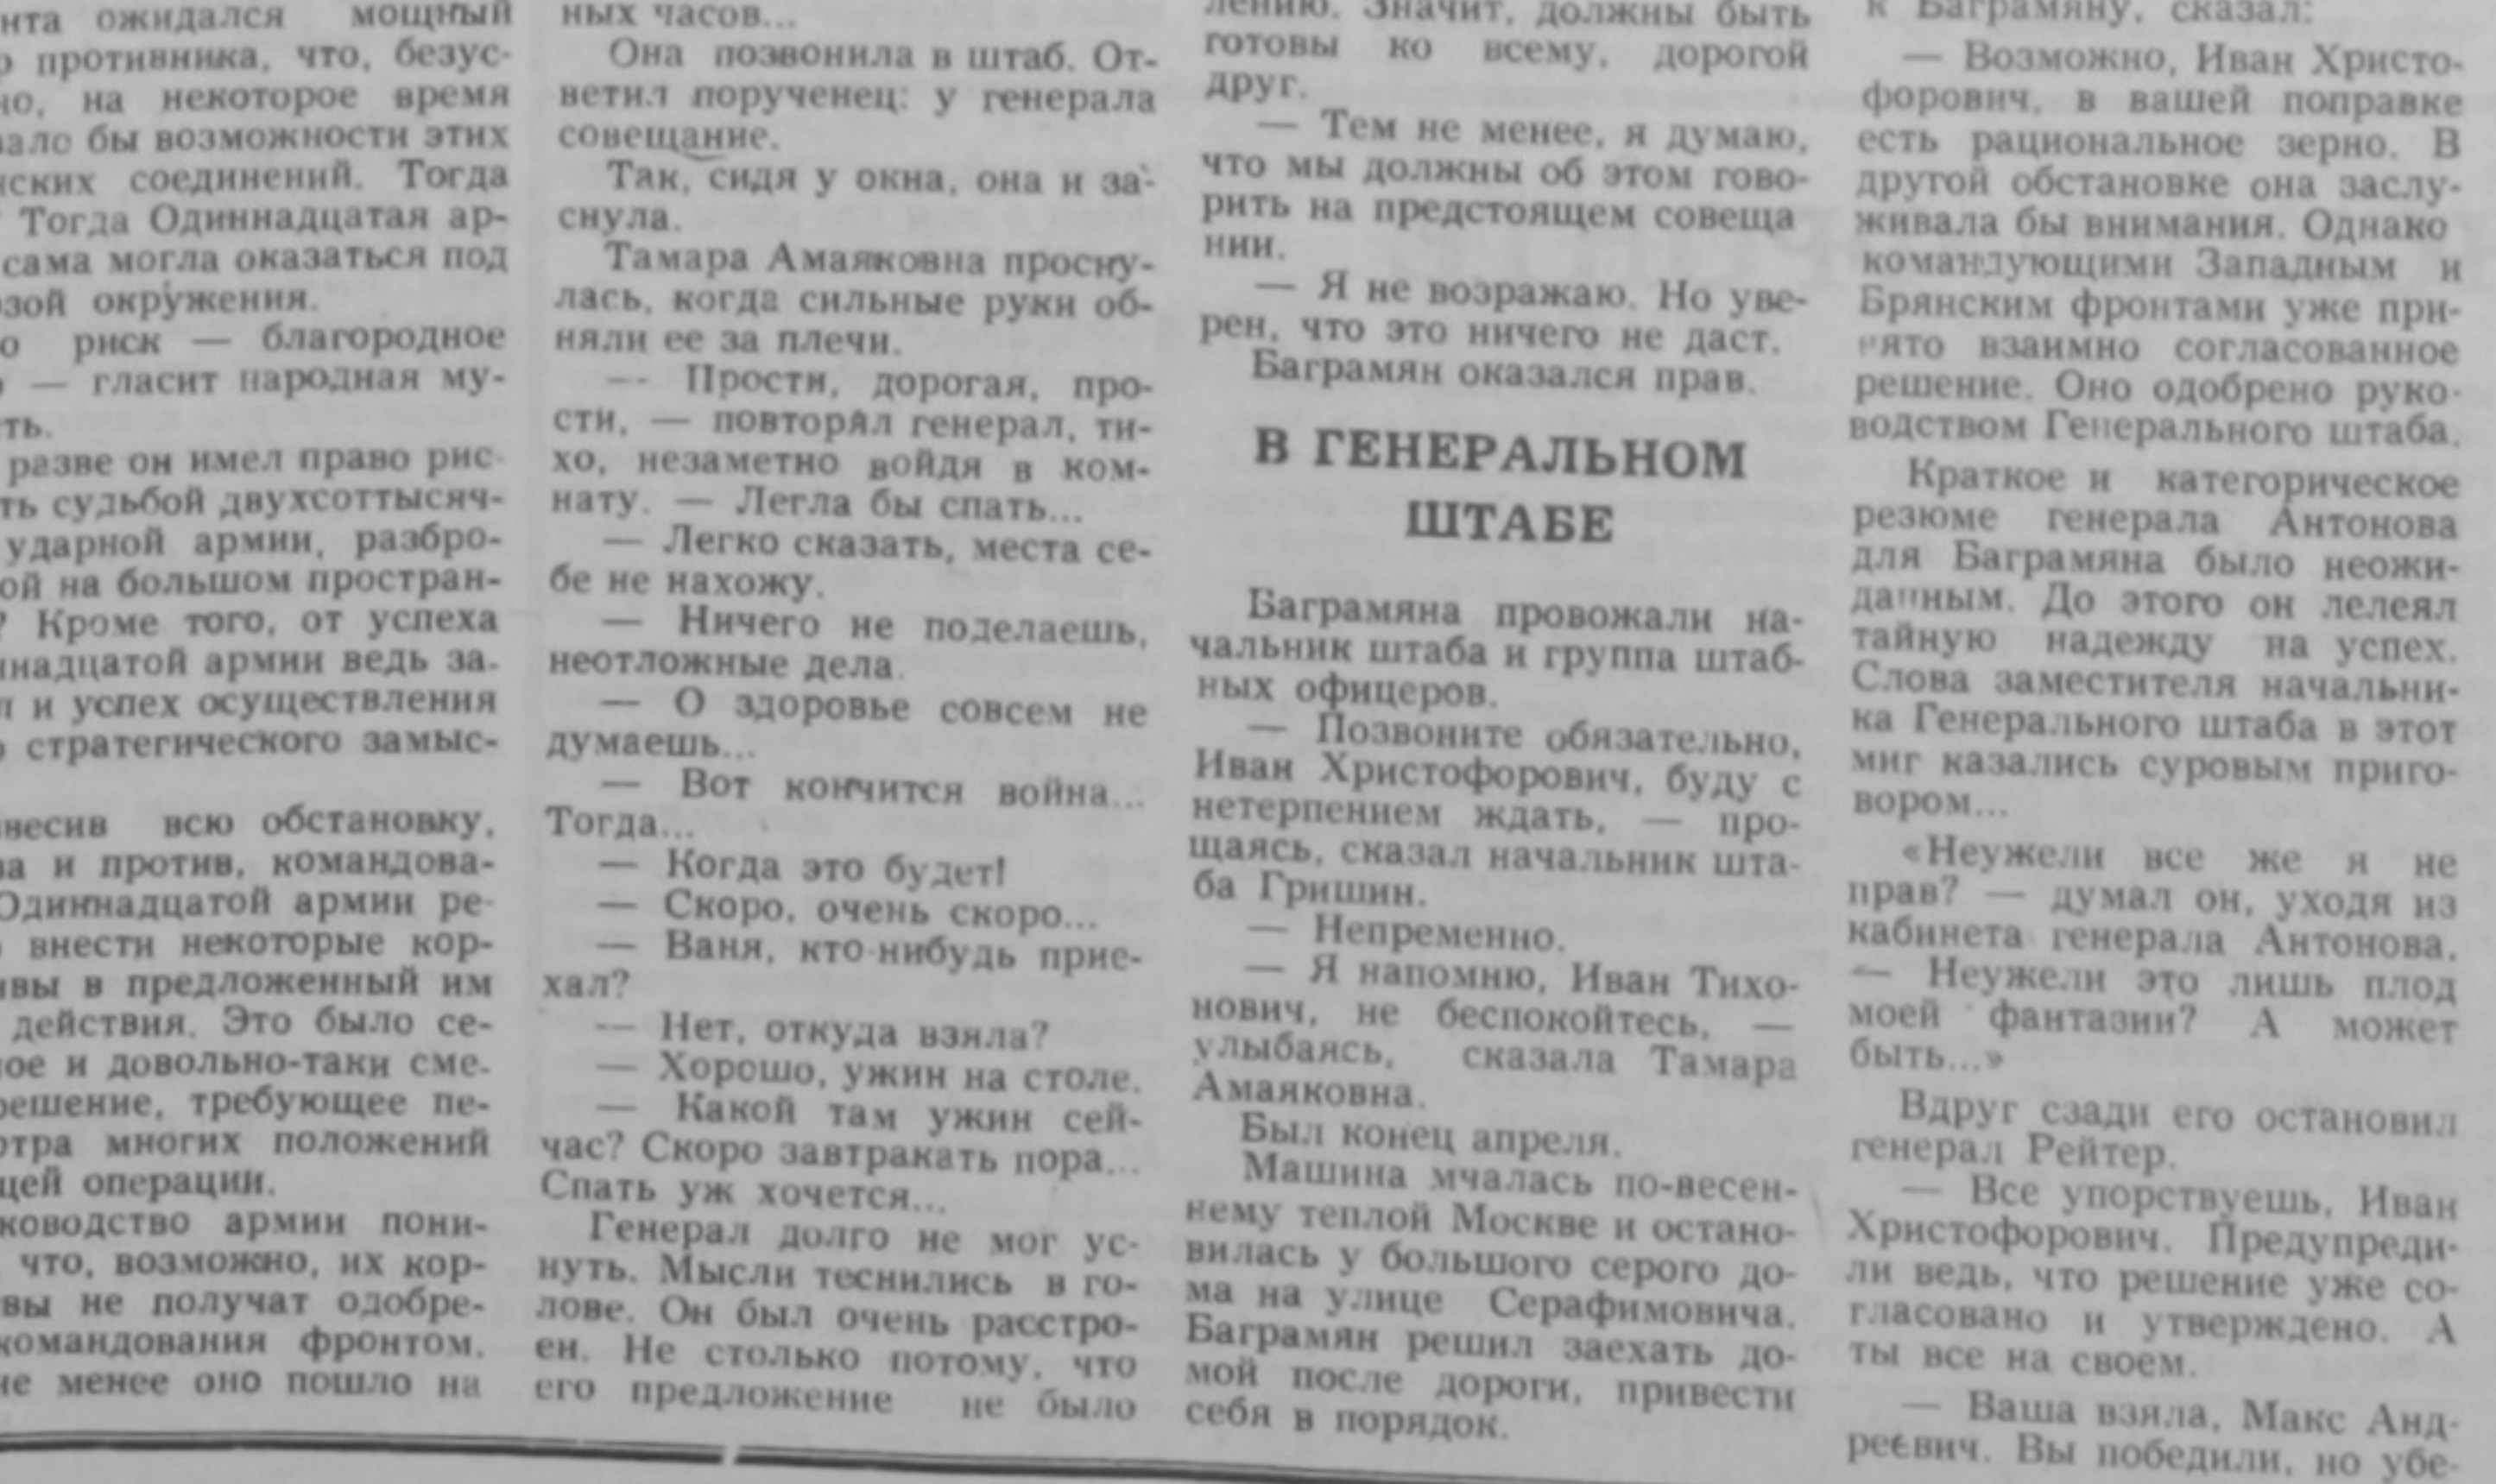 нта ожидался мощный
противника, что, безус-
но, на некоторое время
вало бы возможности этих
нских соединений. Тогда
Тогда Одиннадцатая ар-
сама могла оказаться под
озой окружения.
о риск — благородное
— гласит народная му-
сть.
разве он имел право рис-
ть судьбой двухсоттысяч-
ударной армии, разбро-
ой на большом простран-
? Кроме того, от успеха
ннадцатой армии ведь за-
л и успех осуществления
о стратегического замыс-
звесив всю обстановку,
за и против, командова-
Одиннадцатой армии ре-
внести некоторые кор-
ивы в предложенный им
действия. Это было се-
ное и довольно-таки сме-
решение, требующее пе-
отра многих положений
щей операции.
ководство армии пони-
что, возможно, их кор-
вы не получат одобре-
командования фронтом.
не менее оно пошло на
ных часов...
Она позвонила в штаб. От-
ветил порученец: у генерала
совещание.
Так, сидя у окна, она и за-
снула.
Тамара Амаяковна просну-
лась, когда сильные руки об-
няли ее за плечи.
— Прости, дорогая, про-
сти, — повторял генерал, ти-
хо, незаметно войдя в ком-
нату. — Легла бы спать...
— Легко сказать, места се-
бе не нахожу.
— Ничего не поделаешь,
неотложные дела.
— О здоровье совсем не
думаешь...
— Вот кончится война...
Тогда...
— Когда это будет!
— Скоро, очень скоро...
— Ваня, кто-нибудь прие-
хал?
— Нет, откуда взяла?
— Хорошо, ужин на столе.
— Какой там ужин сей-
час? Скоро завтракать пора...
Спать уж хочется...
Генерал долго не мог ус-
нуть. Мысли теснились в го-
лове. Он был очень расстро-
ен. Не столько потому, что
его предложение не было
лению. Значит, должны быть
готовы ко всему, дорогой
друг.
— Тем не менее, я думаю,
что мы должны об этом гово-
рить на предстоящем совеща
нии.
— Я не возражаю. Но уве-
рен, что это ничего не даст.
Баграмян оказался прав.
В ГЕНЕРАЛЬНОМ
ШТАБЕ
Баграмяна провожали на-
чальник штаба и группа штаб-
ных офицеров.
— Позвоните обязательно,
Иван Христофорович, буду с
нетерпением ждать, — про-
щаясь, сказал начальник шта-
ба Гришин.
— Непременно.
— Я напомню, Иван Тихо-
нович, не беспокойтесь, —
улыбаясь, сказала Тамара
Амаяковна.
Был конец апреля.
Машина мчалась по-весен-
нему теплой Москве и остано-
вилась у большого серого до-
ма на улице Серафимовича.
Баграмян решил заехать до-
мой после дороги, привести
себя в порядок.
к Баграмяну, сказал:
— Возможно, Иван Христо-
форович, в вашей поправке
есть рациональное зерно. В
другой обстановке она заслу-
живала бы внимания. Однако
командующими Западным и
Брянским фронтами уже при-
нято взаимно согласованное
решение. Оно одобрено руко-
водством Генерального штаба.
Краткое и категорическое
резюме генерала Антонова
для Баграмяна было неожи-
данным. До этого он лелеял
тайную надежду на успех.
Слова заместителя начальни-
ка Генерального штаба в этот
миг казались суровым приго-
вором...
«Неужели все же я не
прав? — думал он, уходя из
кабинета генерала Антонова,
— Неужели это лишь плод
моей фантазии? А может
быть...»
Вдруг сзади его остановил
генерал Рейтер.
— Все упорствуешь, Иван
Христофорович. Предупреди-
ли ведь, что решение уже со-
гласовано и утверждено. А
ты все на своем.
— Ваша взяла, Макс Анд-
реевич. Вы победили, но убе-